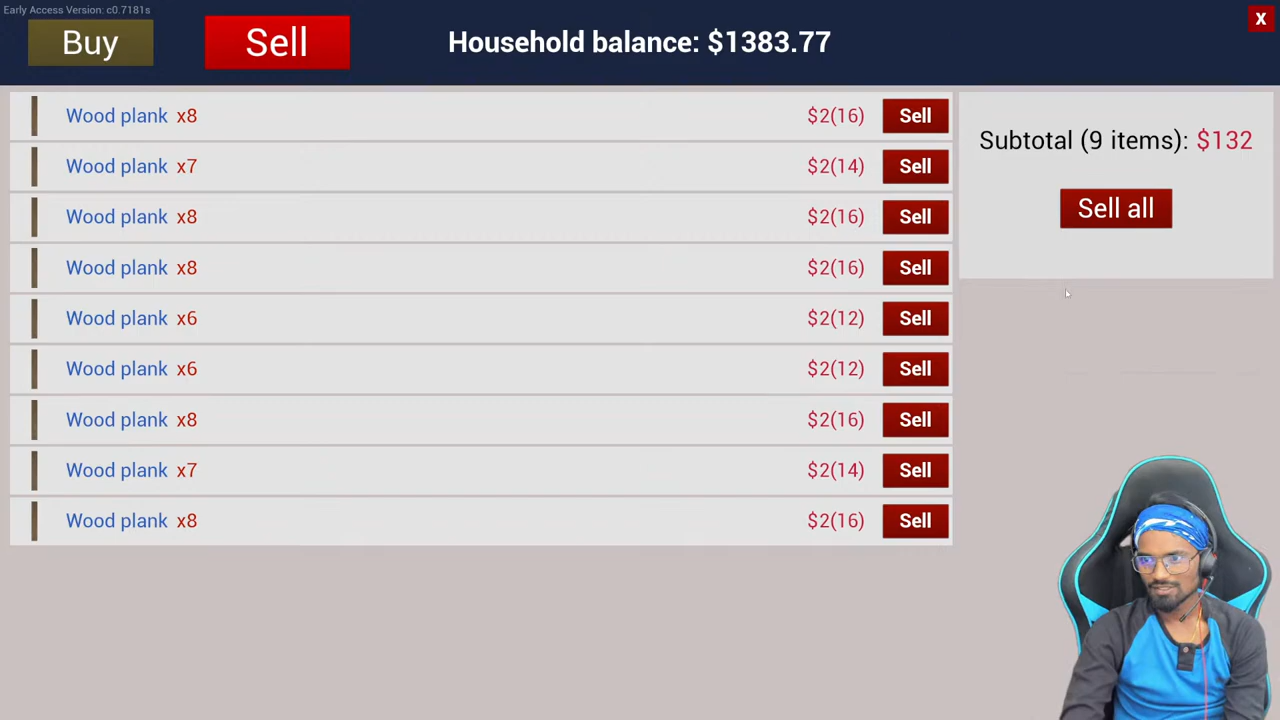 Early Access Version: c0.7181s
Buy Sell Household balance: $1383.77 X
Wood plank x8 $2(16) Sell
Wood plank x7 $2(14) Sell
Wood plank x8 $2(16) Sell
Wood plank x8 $2(16) Sell
Wood plank x6 $2(12) Sell
Wood plank x6 $2(12) Sell
Wood plank x8 $2(16) Sell
Wood plank x7 $2(14) Sell
Wood plank x8 $2(16) Sell
Subtotal (9 items): $132
Sell all